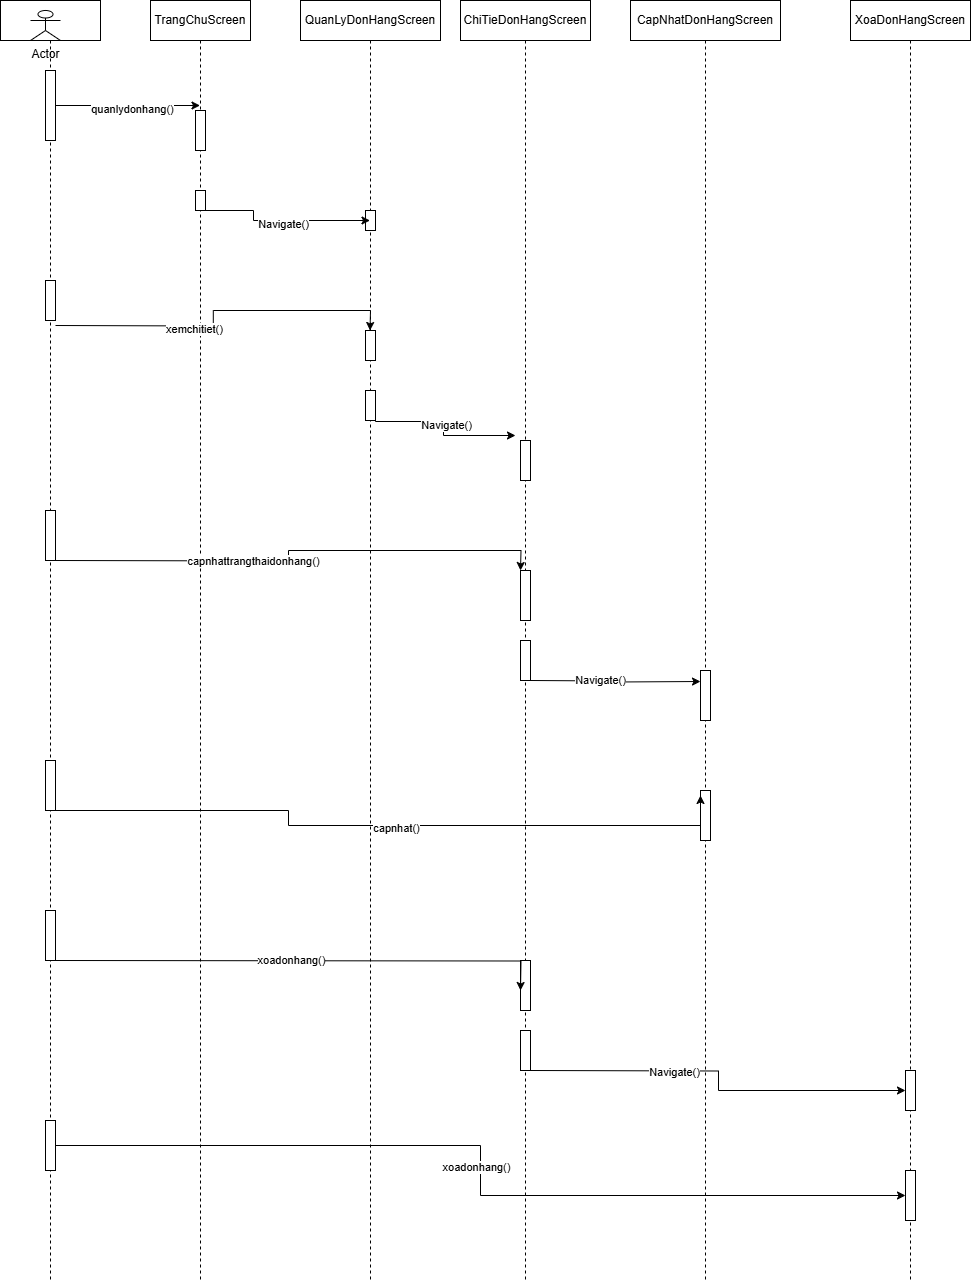 Actor
TrangChuScreen
QuanLyDonHangScreen
ChiTieDonHangScreen
CapNhatDonHangScreen
XoaDonHangScreen
quanlydonhang()
Navigate()
xemchitiet()
Navigate()
capnhattrangthaidonhang()
Navigate()
capnhat()
xoadonhang()
Navigate()
xoadonhang()